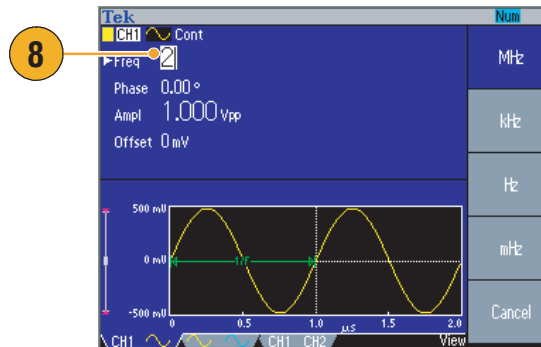 Tek
Num
CH1 Cont
8
Freq 2
MHz
Phase 0.00°
Ampl 1.000 Vpp
kHz
Offset 0 mV
Hz
500 mV
0 mV
1/F
mHz
-500 mV
0 0.5 1.0 μs 1.5 2.0
Cancel
CH1 CH1 CH2 View